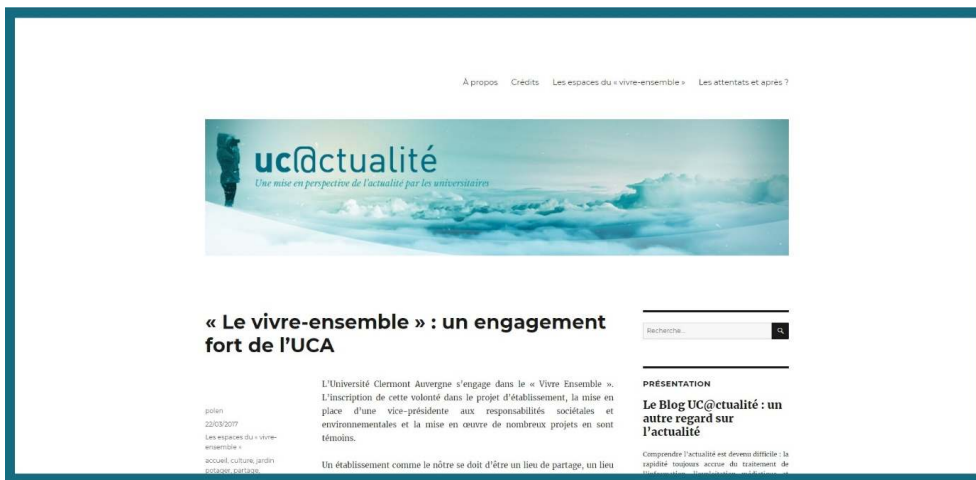 À propos Crédits Les espaces du « vivre-ensemble » Les attentats et après ?
uc@ctualité
Une mise en perspective de l'actualité par les universitaires
« Le vivre-ensemble » : un engagement
fort de l'UCA
L'Université Clermont Auvergne s'engage dans le « Vivre Ensemble ».
L'inscription de cette volonté dans le projet d'établissement, la mise en
place d'une vice-présidente aux responsabilités sociétales et
environnementales et la mise en œuvre de nombreux projets en sont
témoins.
Un établissement comme le nôtre se doit d'être un lieu de partage, un lieu
polen
22/03/2017
Les espaces du « vivre-
ensemble »
accueil, culture, jardin
potager, partage,
Recherche...
PRÉSENTATION
Le Blog UC@ctualité : un
autre regard sur
l'actualité
Comprendre l'actualité est devenu difficile : la
rapidité toujours accrue du traitement de